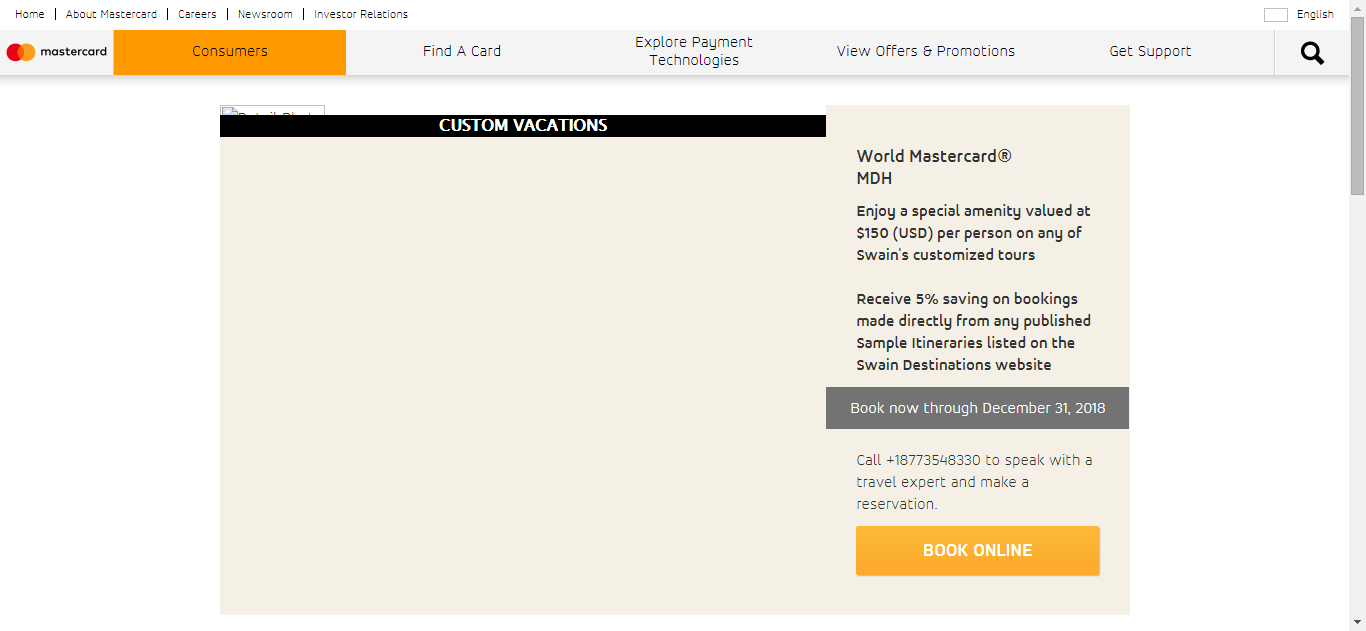 Home
About Mastercard
Careers
Newsroom
Investor Relations
English
mastercard
Consumers
Find A Card
Explore Payment
Technologies
View Offers & Promotions
Get Support
CUSTOM VACATIONS
World Mastercard®
MDH
Enjoy a special amenity valued at
$150 (USD) per person on any of
Swain's customized tours
Receive 5% saving on bookings
made directly from any published
Sample Itineraries listed on the
Swain Destinations website
Book now through December 31, 2018
Call +18773548330 to speak with a
travel expert and make a
reservation.
BOOK ONLINE